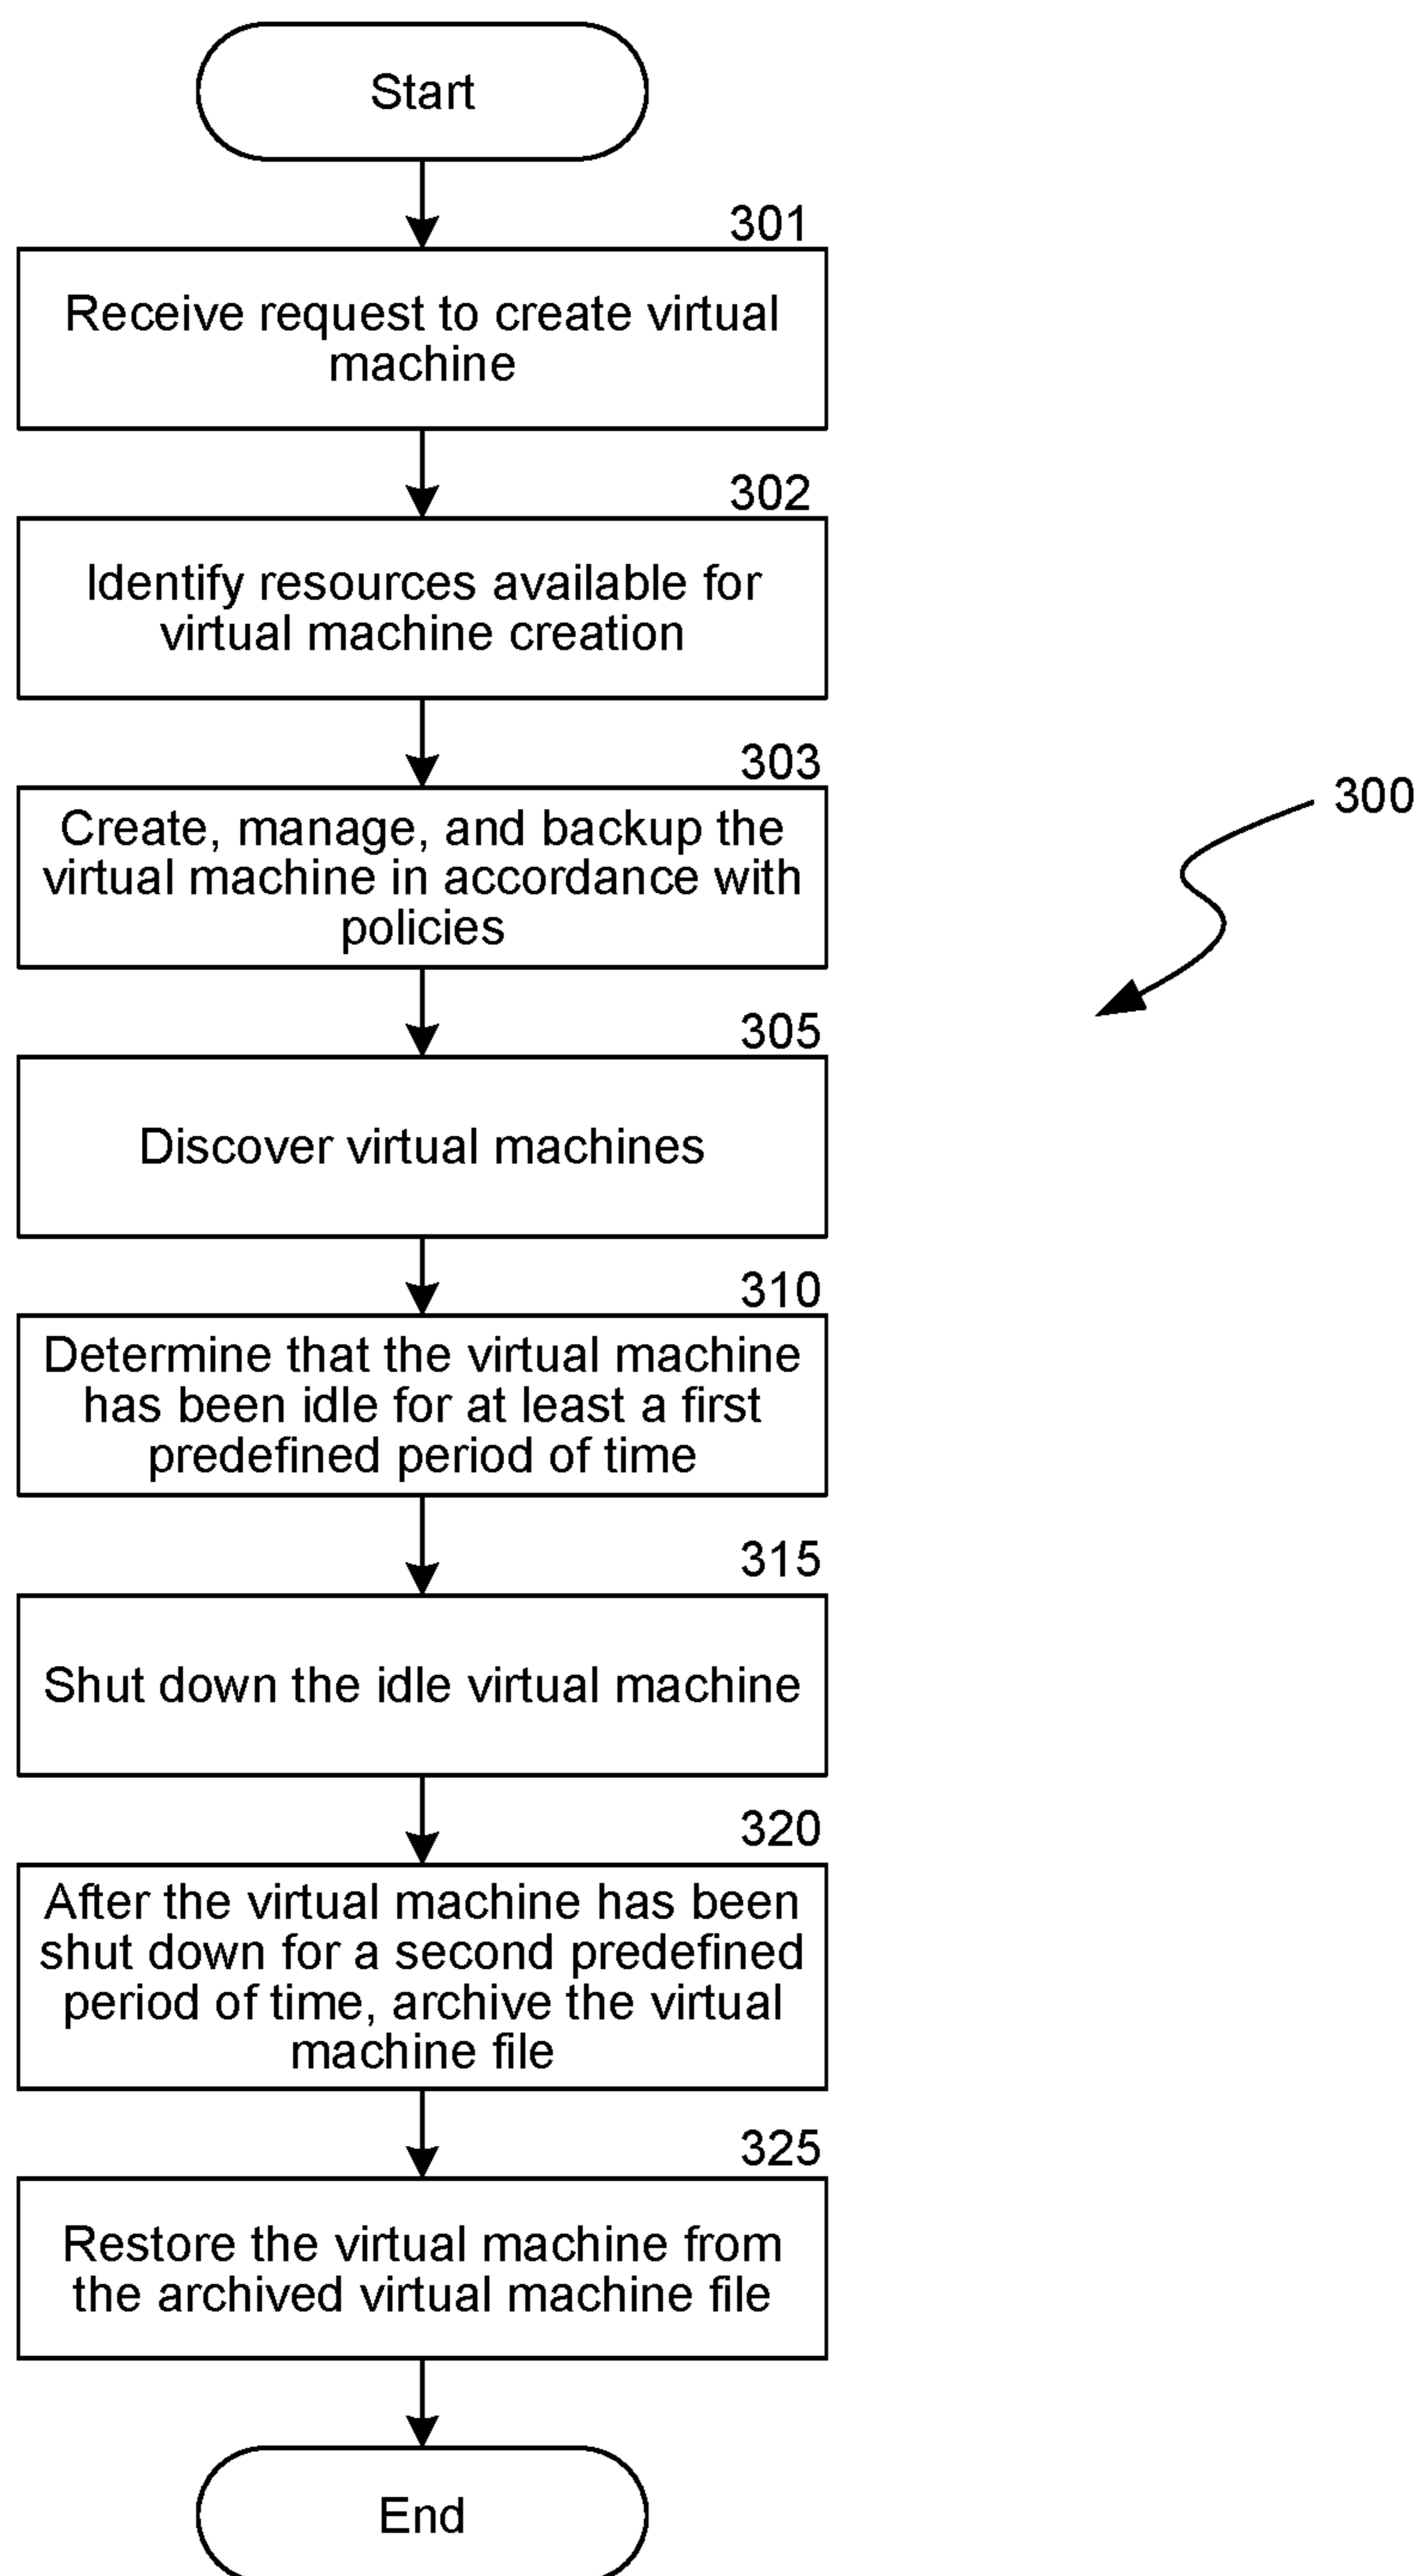 Start
301
Receive request to create virtual
machine
302
Identify resources available for
virtual machine creation
303
Create, manage, and backup the
virtual machine in accordance with
policies
300
305
Discover virtual machines
310
Determine that the virtual machine
has been idle for at least a first
predefined period of time
315
Shut down the idle virtual machine
320
After the virtual machine has been
shut down for a second predefined
period of time, archive the virtual
machine file
325
Restore the virtual machine from
the archived virtual machine file
End